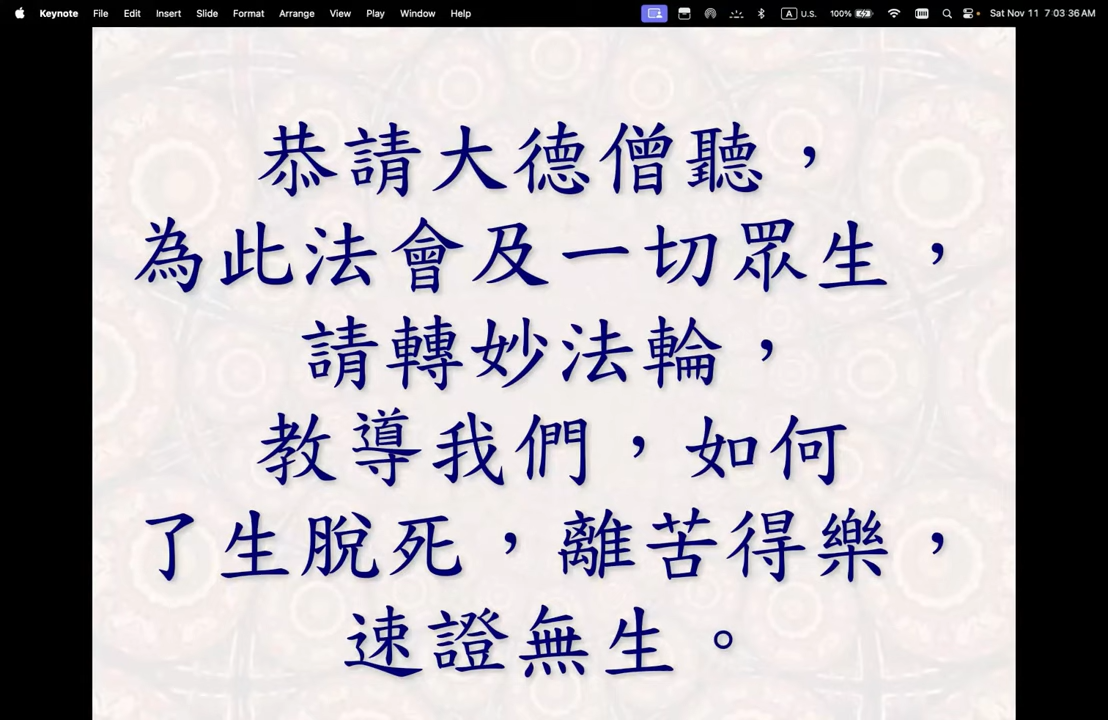 Keynote File Edit Insert Slide Format Arrange View Play Window Help A U.S. 100% Sat Nov 11 7:03:36 AM
恭請大德僧聽，
為此法會及一切眾生，
請轉妙法輪，
教導我們，如何
了生脫死，離苦得樂，
速證無生。